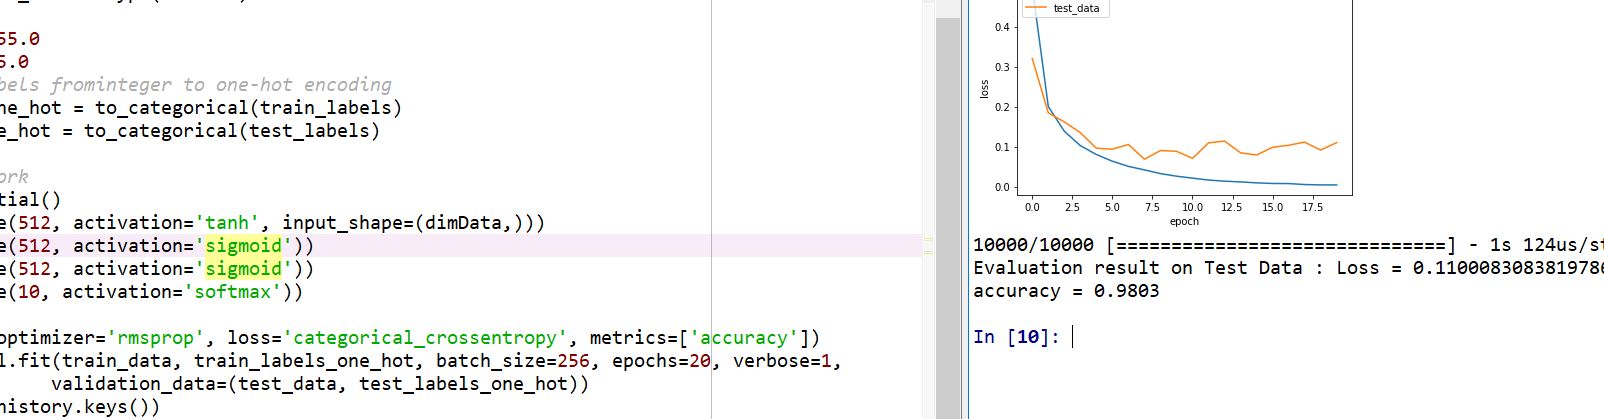 55.0
5.0
bels frominteger to one-hot encoding
ne_hot = to_categorical(train_labels)
e_hot = to_categorical(test_labels)
ork
tial()
e(512, activation='tanh', input_shape=(dimData,)))
e(512, activation='sigmoid'))
e(512, activation='sigmoid'))
e(10, activation='softmax'))
optimizer='rmsprop', loss='categorical_crossentropy', metrics=['accuracy'])
l.fit(train_data, train_labels_one_hot, batch_size=256, epochs=20, verbose=1,
validation_data=(test_data, test_labels_one_hot))
history.keys())
test_data
0.4
0.3
0.2
0.1
0.0
loss
0.0 2.5 5.0 7.5 10.0 12.5 15.0 17.5
epoch
10000/10000 [==============================] - 1s 124us/st
Evaluation result on Test Data : Loss = 0.1100083083819786
accuracy = 0.9803
In [10]: